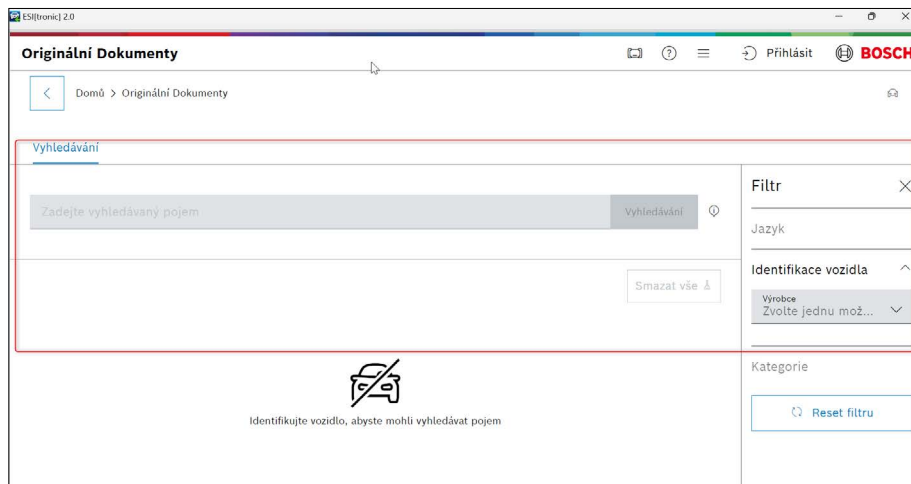 ESI[tronic] 2.0
Originální Dokumenty
Přihlásit
BOSCH
Domů > Originální Dokumenty
Vyhledávání
Zadejte vyhledávaný pojem
Vyhledávání
Smazat vše
Identifikujte vozidlo, abyste mohli vyhledávat pojem
Filtr
Jazyk
Identifikace vozidla
Výrobce
Zvolte jednu mož...
Kategorie
Reset filtru